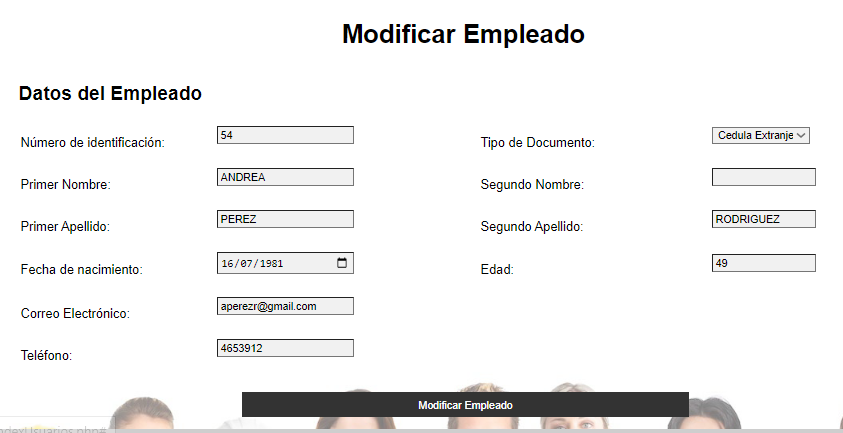 Modificar Empleado
Datos del Empleado
Número de identificación: 54 Tipo de Documento: Cedula Extranje
Primer Nombre: ANDREA Segundo Nombre:
Primer Apellido: PEREZ Segundo Apellido: RODRIGUEZ
Fecha de nacimiento: 16/07/1981 Edad: 49
Correo Electrónico: aperezr@gmail.com
Teléfono: 4653912
Modificar Empleado
ndexUsuarios.php#